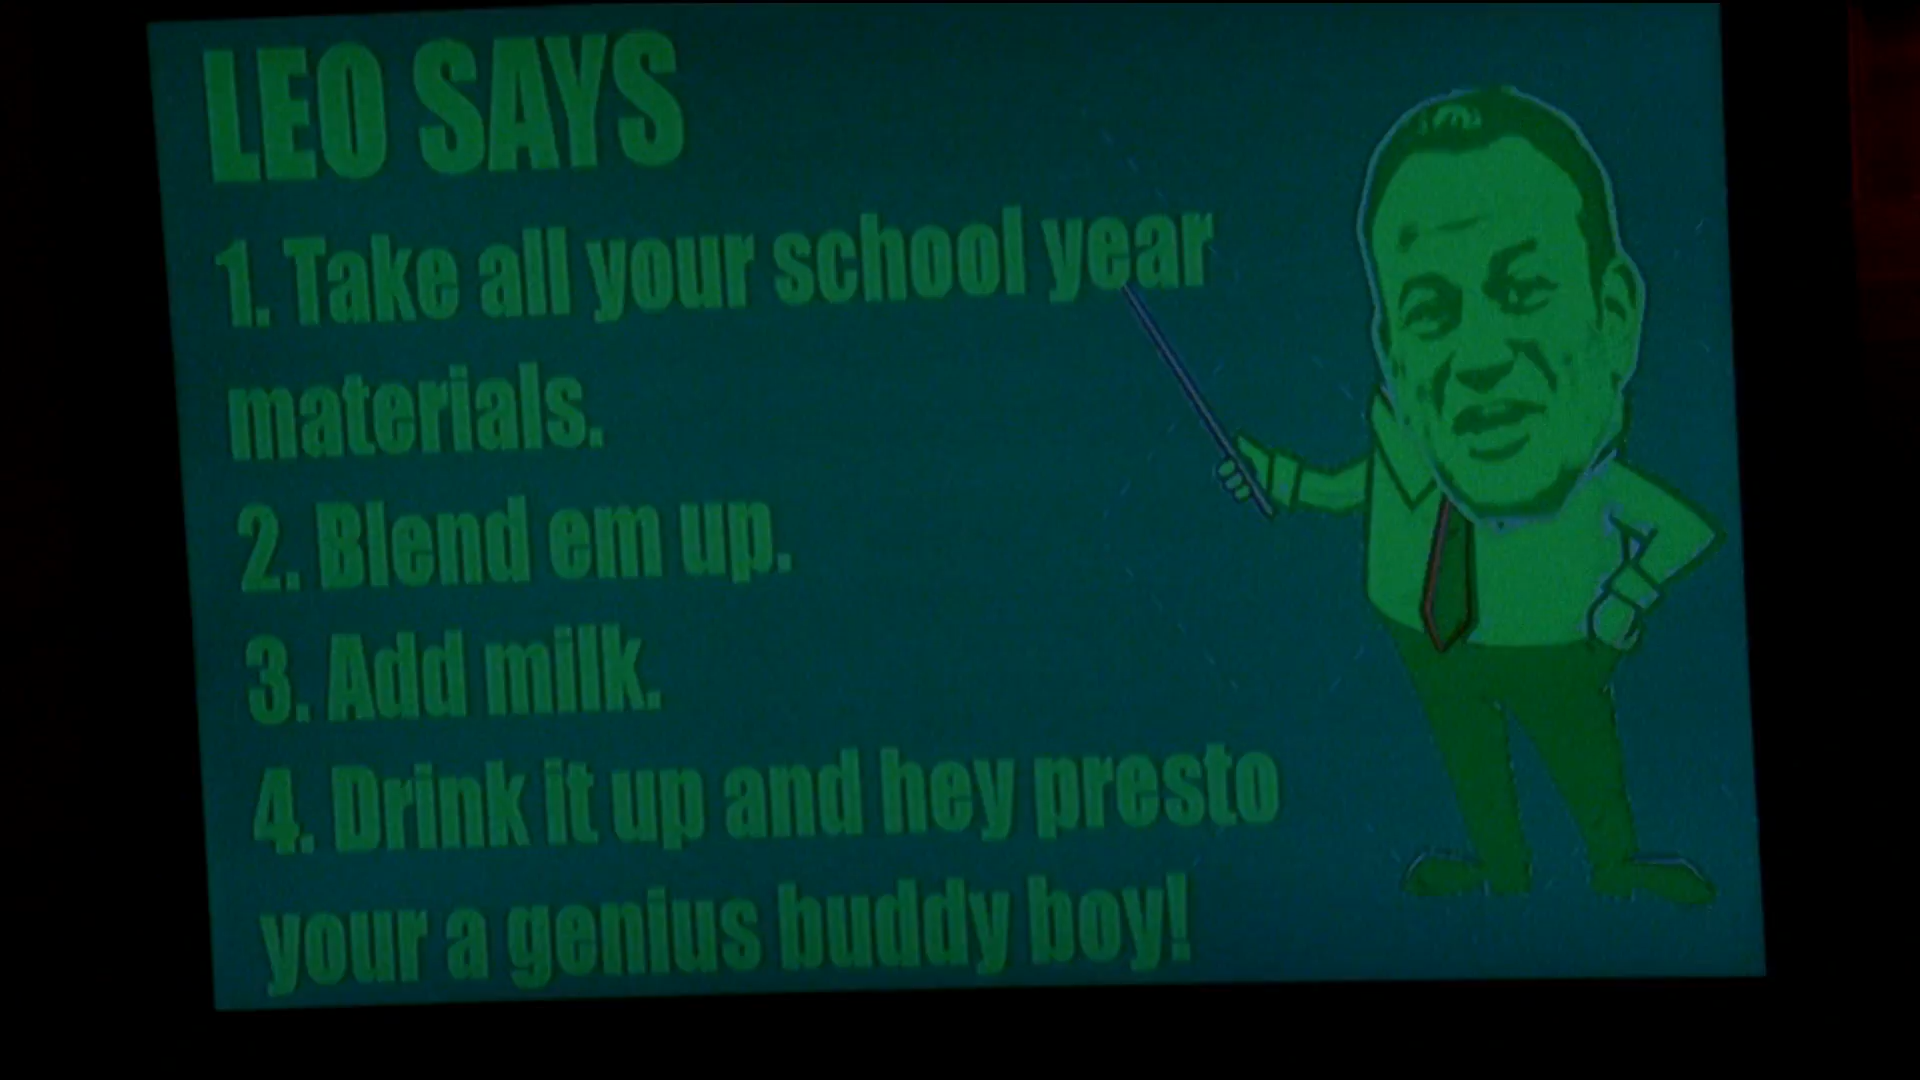 LEO SAYS
1. Take all your school year
materials.
2. Blend em up.
3. Add milk.
4. Drink it up and hey presto
your a genius buddy boy!